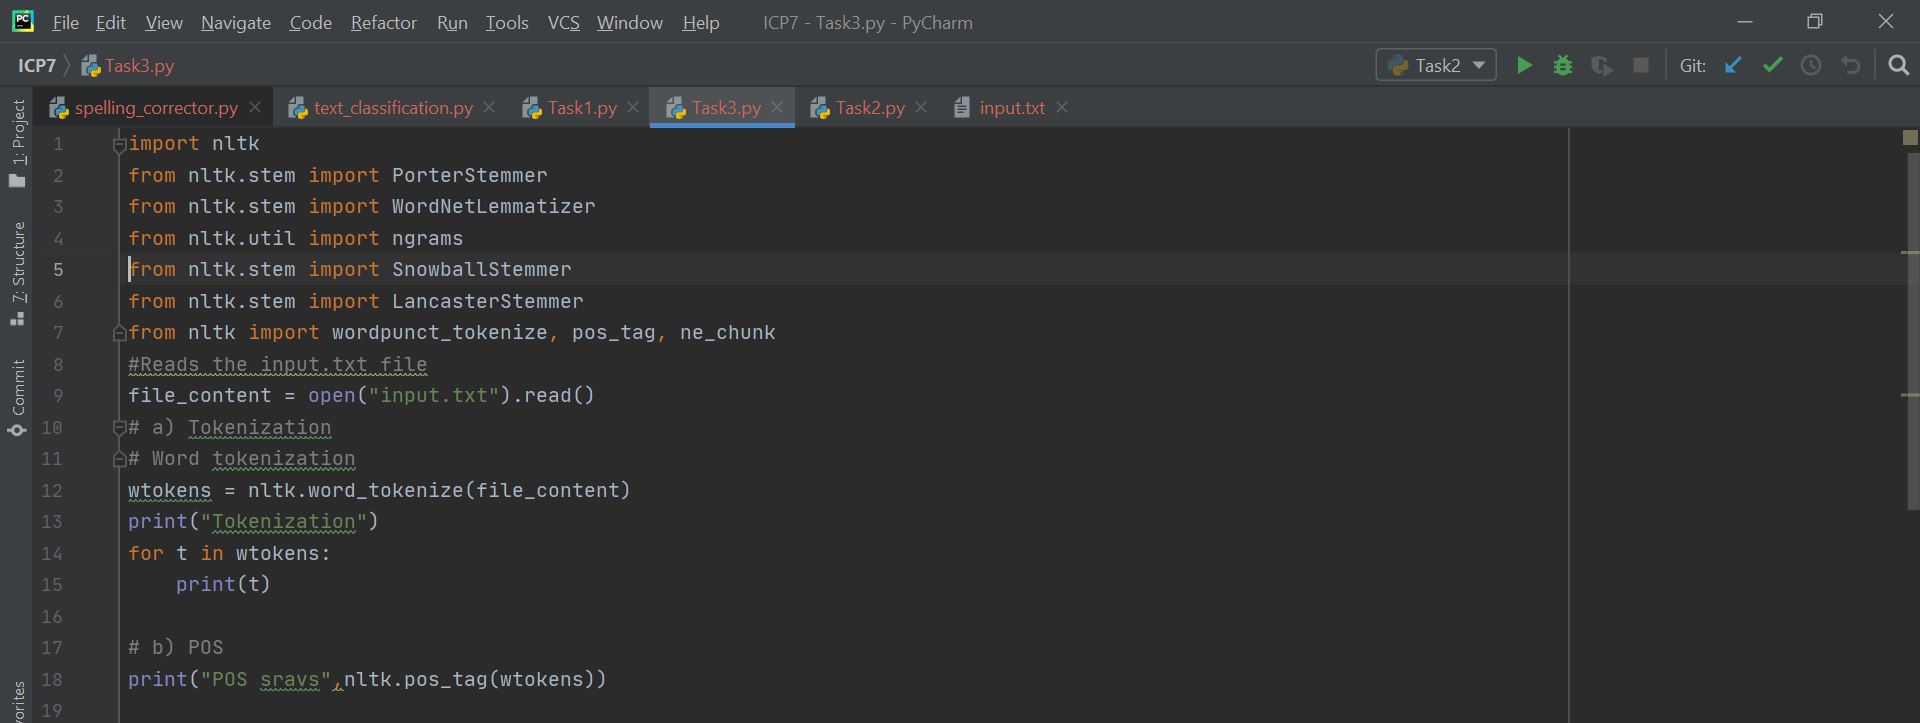 PC File Edit View Navigate Code Refactor Run Tools VCS Window Help ICP7 - Task3.py - PyCharm
ICP7 Task3.py Task2 Git:
spelling_corrector.py text_classification.py Task1.py Task3.py Task2.py input.txt
1: Project
7: Structure
Commit
vorites
1 import nltk
2 from nltk.stem import PorterStemmer
3 from nltk.stem import WordNetLemmatizer
4 from nltk.util import ngrams
5 from nltk.stem import SnowballStemmer
6 from nltk.stem import LancasterStemmer
7 from nltk import wordpunct_tokenize, pos_tag, ne_chunk
8 #Reads the input.txt file
9 file_content = open("input.txt").read()
10 # a) Tokenization
11 # Word tokenization
12 wtokens = nltk.word_tokenize(file_content)
13 print("Tokenization")
14 for t in wtokens:
15 print(t)
16
17 # b) POS
18 print("POS sravs",nltk.pos_tag(wtokens))
19